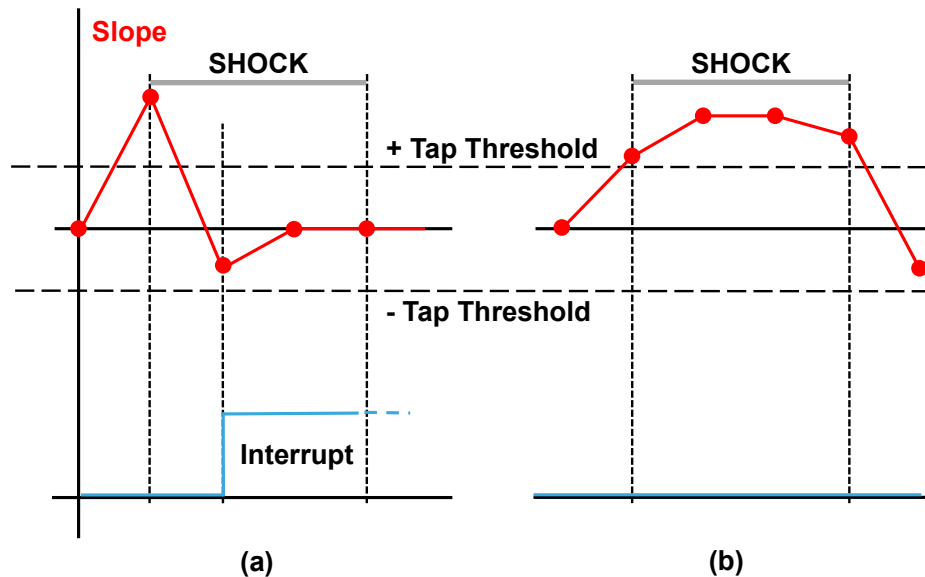 Slope
SHOCK
SHOCK
+ Tap Threshold
- Tap Threshold
Interrupt
(a)
(b)